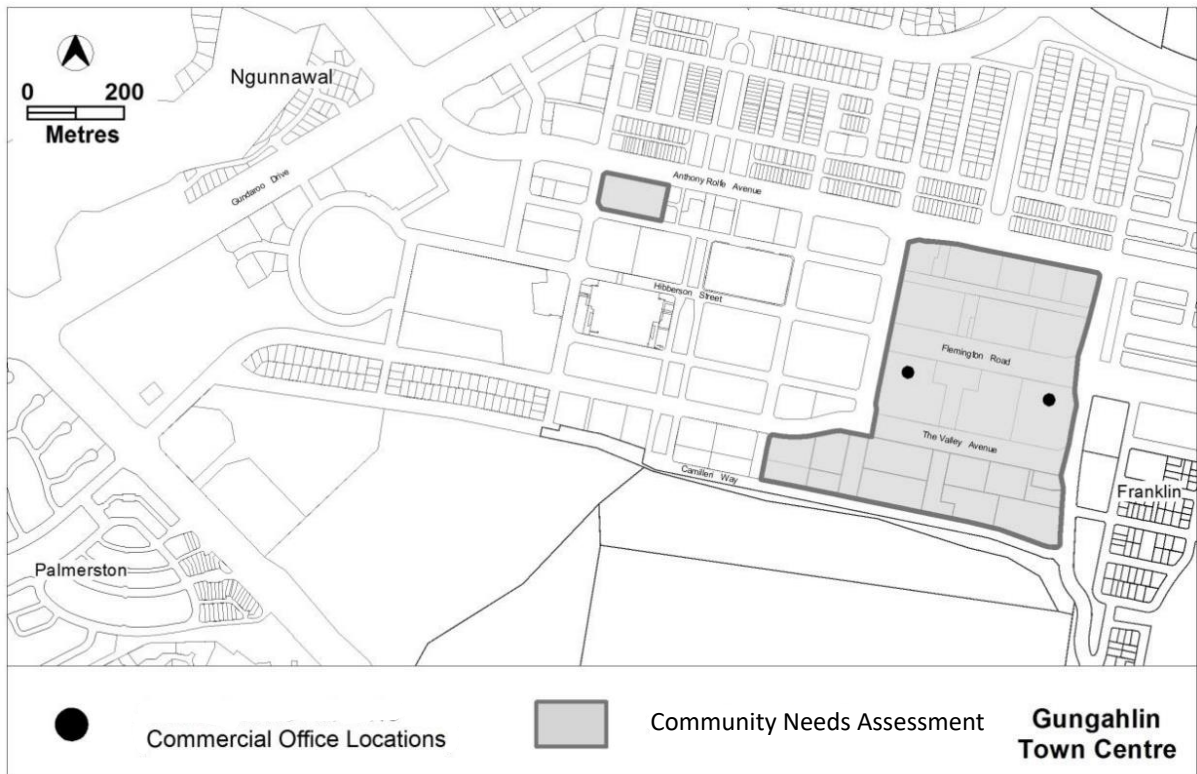 Ngunnawal
0 200
Metres
Gundaroo Drive
Anthony Rolfe Avenue
Hibberson Street
Flemington Road
The Valley Avenue
Camilleri Way
Franklin
Palmerston
Commercial Office Locations
Community Needs Assessment
Gungahlin
Town Centre